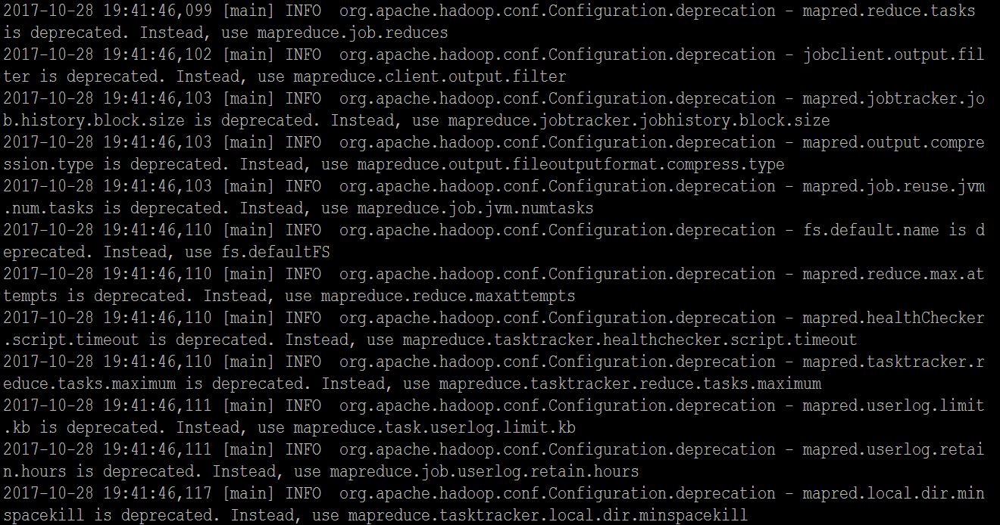 2017-10-28 19:41:46,099 [main] INFO  org.apache.hadoop.conf.Configuration.deprecation - mapred.reduce.tasks
is deprecated. Instead, use mapreduce.job.reduces
2017-10-28 19:41:46,102 [main] INFO  org.apache.hadoop.conf.Configuration.deprecation - jobclient.output.fil
ter is deprecated. Instead, use mapreduce.client.output.filter
2017-10-28 19:41:46,103 [main] INFO  org.apache.hadoop.conf.Configuration.deprecation - mapred.jobtracker.jo
b.history.block.size is deprecated. Instead, use mapreduce.jobtracker.jobhistory.block.size
2017-10-28 19:41:46,103 [main] INFO  org.apache.hadoop.conf.Configuration.deprecation - mapred.output.compre
ssion.type is deprecated. Instead, use mapreduce.output.fileoutputformat.compress.type
2017-10-28 19:41:46,103 [main] INFO  org.apache.hadoop.conf.Configuration.deprecation - mapred.job.reuse.jvm
.num.tasks is deprecated. Instead, use mapreduce.job.jvm.numtasks
2017-10-28 19:41:46,110 [main] INFO  org.apache.hadoop.conf.Configuration.deprecation - fs.default.name is d
eprecated. Instead, use fs.defaultFS
2017-10-28 19:41:46,110 [main] INFO  org.apache.hadoop.conf.Configuration.deprecation - mapred.reduce.max.at
tempts is deprecated. Instead, use mapreduce.reduce.maxattempts
2017-10-28 19:41:46,110 [main] INFO  org.apache.hadoop.conf.Configuration.deprecation - mapred.healthChecker
.script.timeout is deprecated. Instead, use mapreduce.tasktracker.healthchecker.script.timeout
2017-10-28 19:41:46,110 [main] INFO  org.apache.hadoop.conf.Configuration.deprecation - mapred.tasktracker.r
educe.tasks.maximum is deprecated. Instead, use mapreduce.tasktracker.reduce.tasks.maximum
2017-10-28 19:41:46,111 [main] INFO  org.apache.hadoop.conf.Configuration.deprecation - mapred.userlog.limit
.kb is deprecated. Instead, use mapreduce.task.userlog.limit.kb
2017-10-28 19:41:46,111 [main] INFO  org.apache.hadoop.conf.Configuration.deprecation - mapred.userlog.retai
n.hours is deprecated. Instead, use mapreduce.job.userlog.retain.hours
2017-10-28 19:41:46,117 [main] INFO  org.apache.hadoop.conf.Configuration.deprecation - mapred.local.dir.min
spacekill is deprecated. Instead, use mapreduce.tasktracker.local.dir.minspacekill